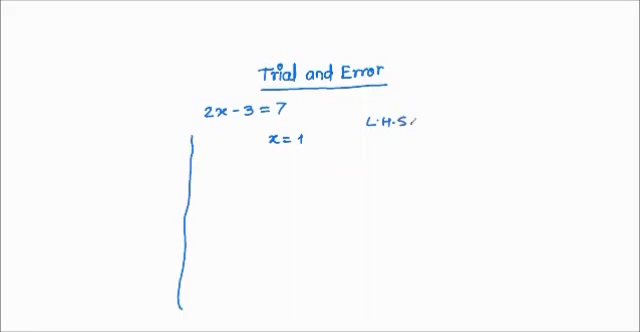 Trial and Error
2x - 3 = 7
L.H.S.
x = 1